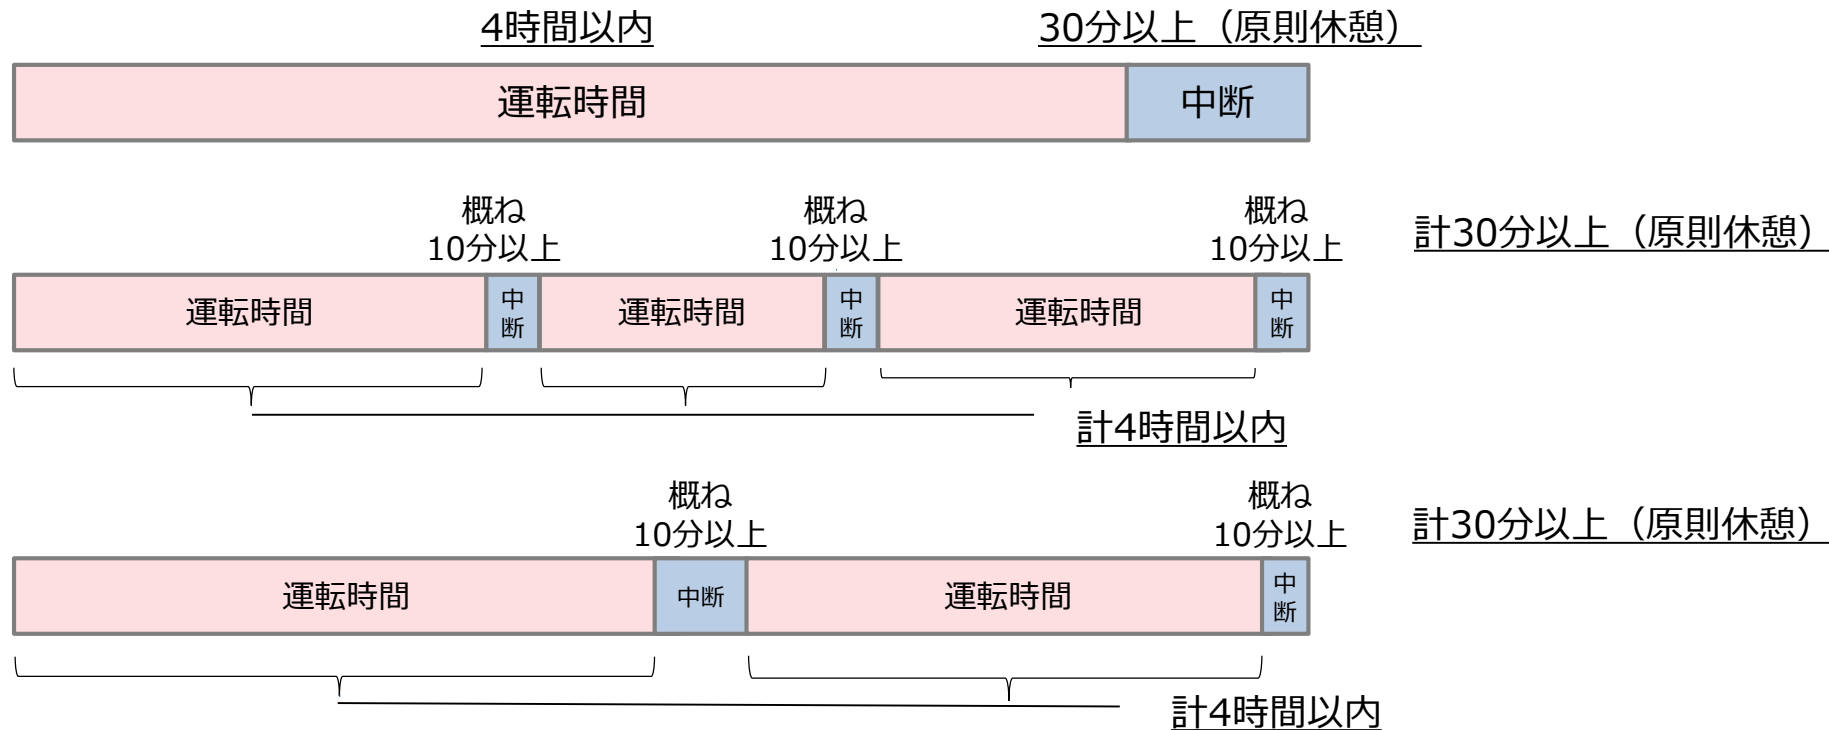 4時間以内
30分以上（原則休憩）
運転時間
中断
概ね
10分以上
概ね
10分以上
概ね
10分以上
計30分以上（原則休憩）
運転時間
中
断
運転時間
中
断
運転時間
中
断
計4時間以内
概ね
10分以上
概ね
10分以上
計30分以上（原則休憩）
運転時間
中断
運転時間
中
断
計4時間以内